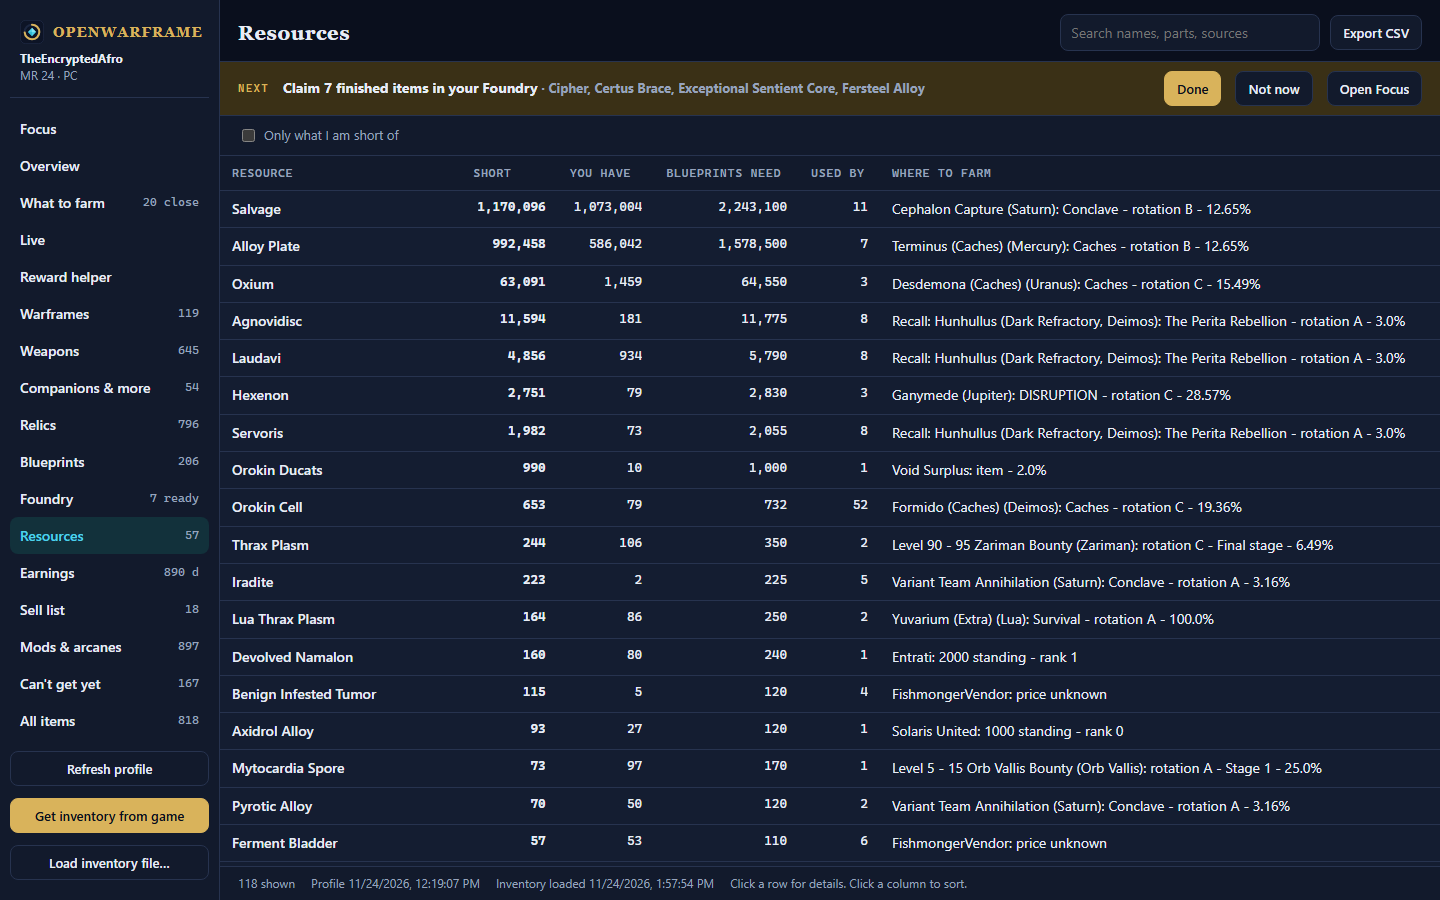 OPENWARFRAME
TheEncryptedAfro
MR 24 · PC
Focus
Overview
What to farm 20 close
Live
Reward helper
Warframes 119
Weapons 645
Companions & more 54
Relics 796
Blueprints 206
Foundry 7 ready
Resources 57
Earnings 890 d
Sell list 18
Mods & arcanes 897
Can't get yet 167
All items 818
Refresh profile
Get inventory from game
Load inventory file...
Resources
Search names, parts, sources
Export CSV
NEXT Claim 7 finished items in your Foundry · Cipher, Certus Brace, Exceptional Sentient Core, Fersteel Alloy
Done
Not now
Open Focus
Only what I am short of
RESOURCE SHORT YOU HAVE BLUEPRINTS NEED USED BY WHERE TO FARM
Salvage 1,170,096 1,073,004 2,243,100 11 Cephalon Capture (Saturn): Conclave - rotation B - 12.65%
Alloy Plate 992,458 586,042 1,578,500 7 Terminus (Caches) (Mercury): Caches - rotation B - 12.65%
Oxium 63,091 1,459 64,550 3 Desdemona (Caches) (Uranus): Caches - rotation C - 15.49%
Agnovidisc 11,594 181 11,775 8 Recall: Hunhullus (Dark Refractory, Deimos): The Perita Rebellion - rotation A - 3.0%
Laudavi 4,856 934 5,790 8 Recall: Hunhullus (Dark Refractory, Deimos): The Perita Rebellion - rotation A - 3.0%
Hexenon 2,751 79 2,830 3 Ganymede (Jupiter): DISRUPTION - rotation C - 28.57%
Servoris 1,982 73 2,055 8 Recall: Hunhullus (Dark Refractory, Deimos): The Perita Rebellion - rotation A - 3.0%
Orokin Ducats 990 10 1,000 1 Void Surplus: item - 2.0%
Orokin Cell 653 79 732 52 Formido (Caches) (Deimos): Caches - rotation C - 19.36%
Thrax Plasm 244 106 350 2 Level 90 - 95 Zariman Bounty (Zariman): rotation C - Final stage - 6.49%
Iradite 223 2 225 5 Variant Team Annihilation (Saturn): Conclave - rotation A - 3.16%
Lua Thrax Plasm 164 86 250 2 Yuvarium (Extra) (Lua): Survival - rotation A - 100.0%
Devolved Namalon 160 80 240 1 Entrati: 2000 standing - rank 1
Benign Infested Tumor 115 5 120 4 FishmongerVendor: price unknown
Axidrol Alloy 93 27 120 1 Solaris United: 1000 standing - rank 0
Mytocardia Spore 73 97 170 1 Level 5 - 15 Orb Vallis Bounty (Orb Vallis): rotation A - Stage 1 - 25.0%
Pyrotic Alloy 70 50 120 2 Variant Team Annihilation (Saturn): Conclave - rotation A - 3.16%
Ferment Bladder 57 53 110 6 FishmongerVendor: price unknown
118 shown Profile 11/24/2026, 12:19:07 PM Inventory loaded 11/24/2026, 1:57:54 PM Click a row for details. Click a column to sort.